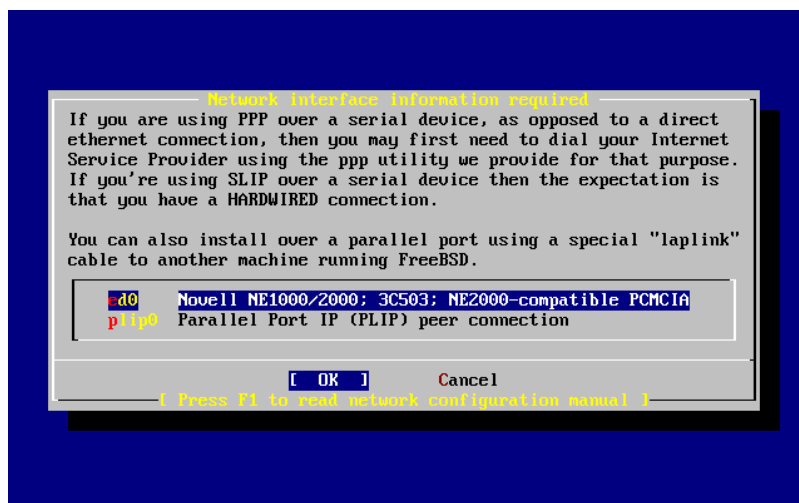 Network interface information required
If you are using PPP over a serial device, as opposed to a direct
ethernet connection, then you may first need to dial your Internet
Service Provider using the ppp utility we provide for that purpose.
If you're using SLIP over a serial device then the expectation is
that you have a HARDWIRED connection.
You can also install over a parallel port using a special "laplink"
cable to another machine running FreeBSD.
ed0 Novell NE1000/2000; 3C503; NE2000-compatible PCMCIA
plip0 Parallel Port IP (PLIP) peer connection
[ OK ] Cancel
[ Press F1 to read network configuration manual ]